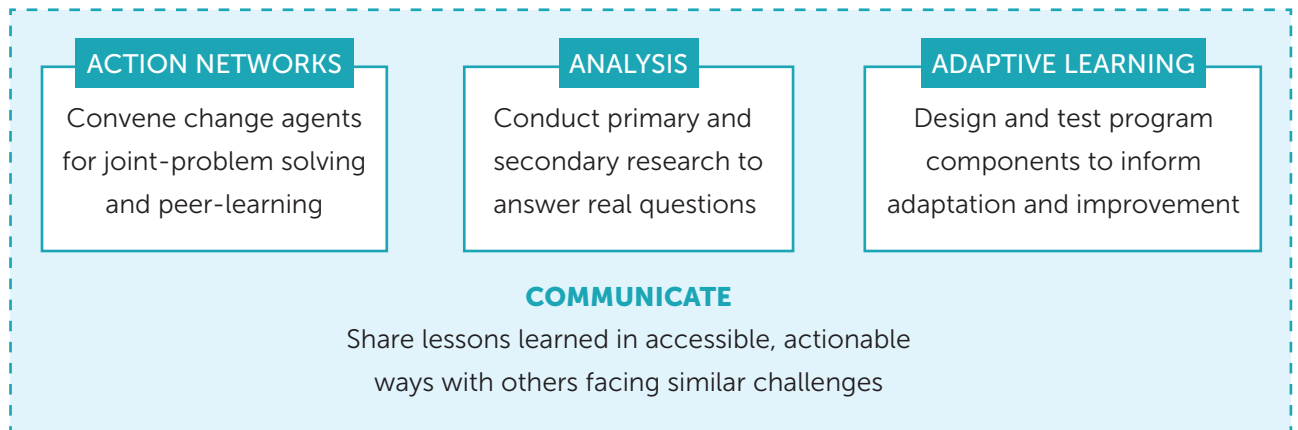 ACTION NETWORKS
Convene change agents
for joint-problem solving
and peer-learning
ANALYSIS
Conduct primary and
secondary research to
answer real questions
ADAPTIVE LEARNING
Design and test program
components to inform
adaptation and improvement
COMMUNICATE
Share lessons learned in accessible, actionable
ways with others facing similar challenges